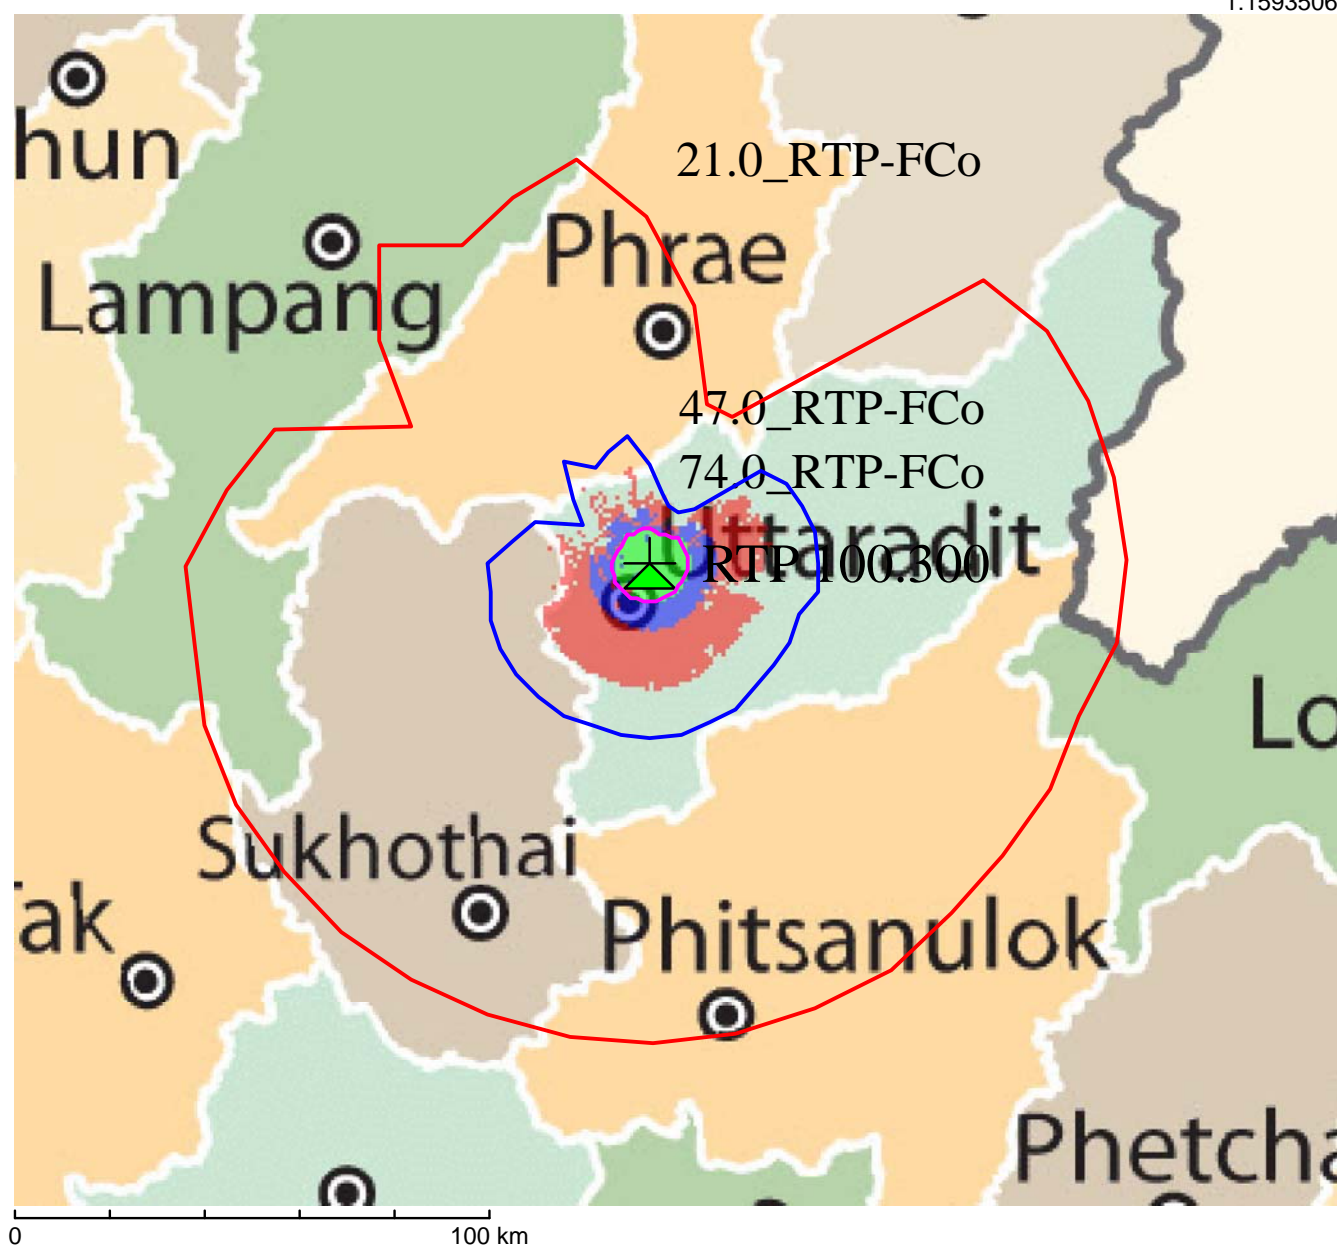 1.1593506
hun
21.0_RTP-FCo
Phrae
Lampang
47.0_RTP-FCo
74.0_RTP-FCo
Uttaradit
RTP 100.300
Lo
Sukhothai
Tak
Phitsanulok
Phetcha
0
100 km